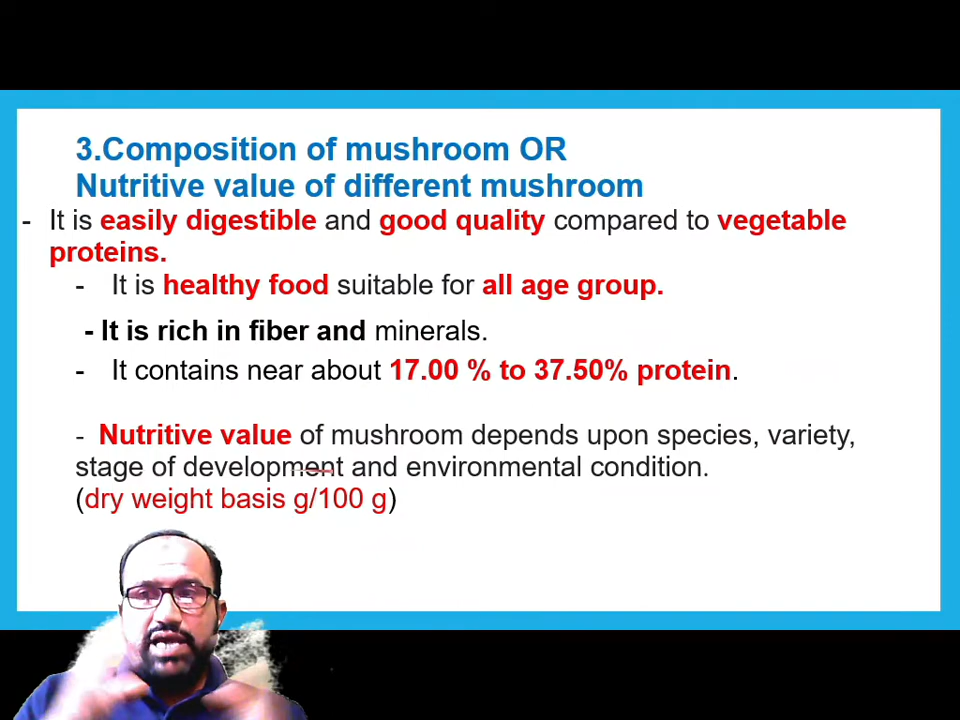 3.Composition of mushroom OR
Nutritive value of different mushroom
- It is easily digestible and good quality compared to vegetable
proteins.
- It is healthy food suitable for all age group.
- It is rich in fiber and minerals.
- It contains near about 17.00 % to 37.50% protein.
- Nutritive value of mushroom depends upon species, variety,
stage of development and environmental condition.
(dry weight basis g/100 g)